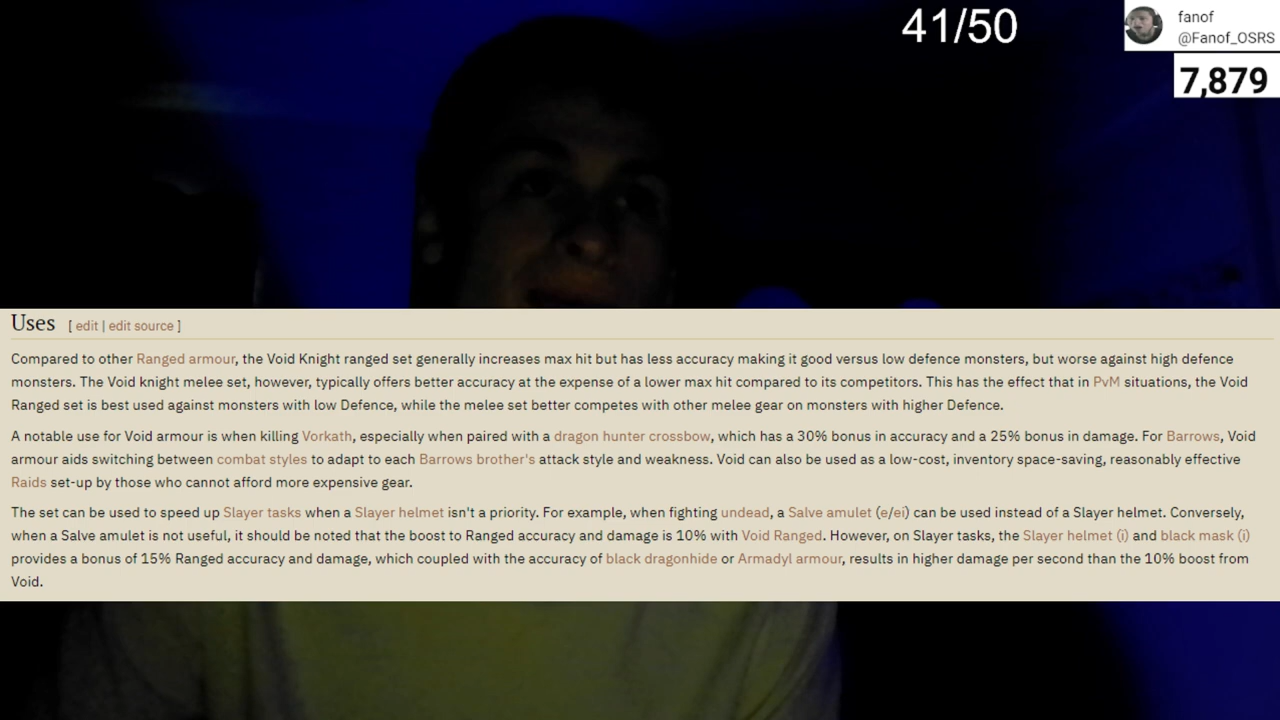 41/50
fanof
@Fanof_OSRS
7,879
Uses [ edit | edit source ]
Compared to other Ranged armour, the Void Knight ranged set generally increases max hit but has less accuracy making it good versus low defence monsters, but worse against high defence
monsters. The Void knight melee set, however, typically offers better accuracy at the expense of a lower max hit compared to its competitors. This has the effect that in PvM situations, the Void
Ranged set is best used against monsters with low Defence, while the melee set better competes with other melee gear on monsters with higher Defence.
A notable use for Void armour is when killing Vorkath, especially when paired with a dragon hunter crossbow, which has a 30% bonus in accuracy and a 25% bonus in damage. For Barrows, Void
armour aids switching between combat styles to adapt to each Barrows brother's attack style and weakness. Void can also be used as a low-cost, inventory space-saving, reasonably effective
Raids set-up by those who cannot afford more expensive gear.
The set can be used to speed up Slayer tasks when a Slayer helmet isn't a priority. For example, when fighting undead, a Salve amulet (e/ei) can be used instead of a Slayer helmet. Conversely,
when a Salve amulet is not useful, it should be noted that the boost to Ranged accuracy and damage is 10% with Void Ranged. However, on Slayer tasks, the Slayer helmet (i) and black mask (i)
provides a bonus of 15% Ranged accuracy and damage, which coupled with the accuracy of black dragonhide or Armadyl armour, results in higher damage per second than the 10% boost from
Void.